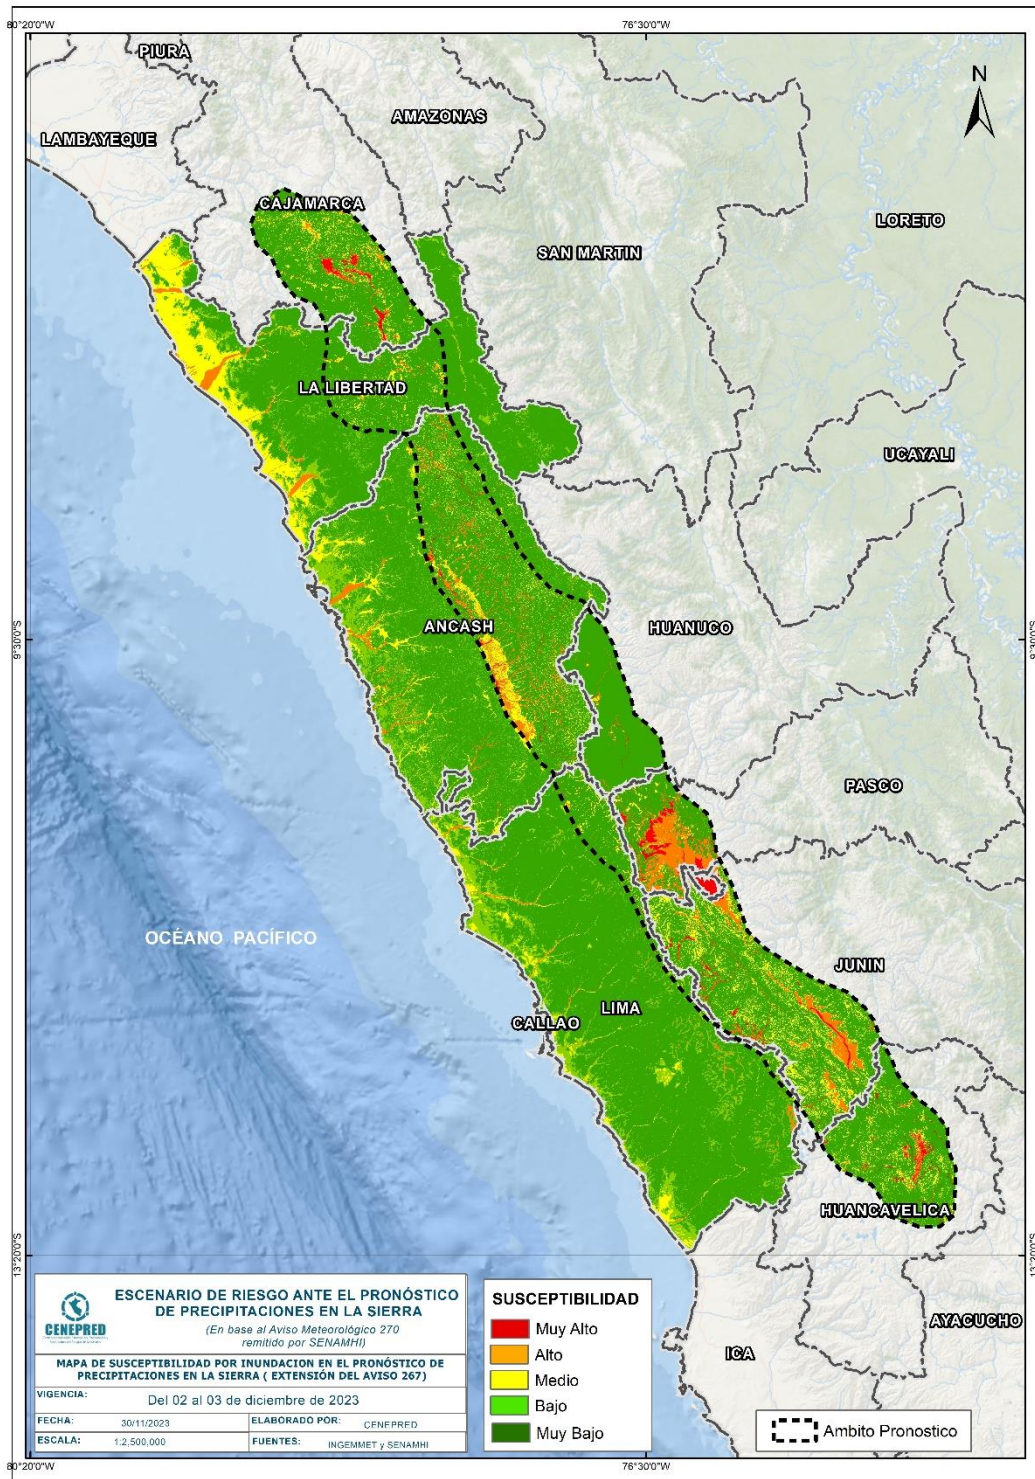 80°20'0"W
76°30'0"W
PIURA
N
AMAZONAS
LAMBAYEQUE
CAJAMARCA
LORETO
SAN MARTIN
LA LIBERTAD
UCAYALI
9°30'0"S
ANCASH
HUANUCO
9°30'0"S
PASCO
OCÉANO PACÍFICO
JUNIN
LIMA
CALLAO
HUANCAVELICA
13°20'0"S
13°20'0"S
AYACUCHO
ICA
CENEPRED
ESCENARIO DE RIESGO ANTE EL PRONÓSTICO
DE PRECIPITACIONES EN LA SIERRA
(En base al Aviso Meteorológico 270
remitido por SENAMHI)
MAPA DE SUSCEPTIBILIDAD POR INUNDACION EN EL PRONÓSTICO DE
PRECIPITACIONES EN LA SIERRA ( EXTENSIÓN DEL AVISO 267)
VIGENCIA: Del 02 al 03 de diciembre de 2023
FECHA: 30/11/2023 ELABORADO POR: CENEPRED
ESCALA: 1:2,500,000 FUENTES: INGEMMET y SENAMHI
SUSCEPTIBILIDAD
Muy Alto
Alto
Medio
Bajo
Muy Bajo
Ambito Pronostico
80°20'0"W
76°30'0"W